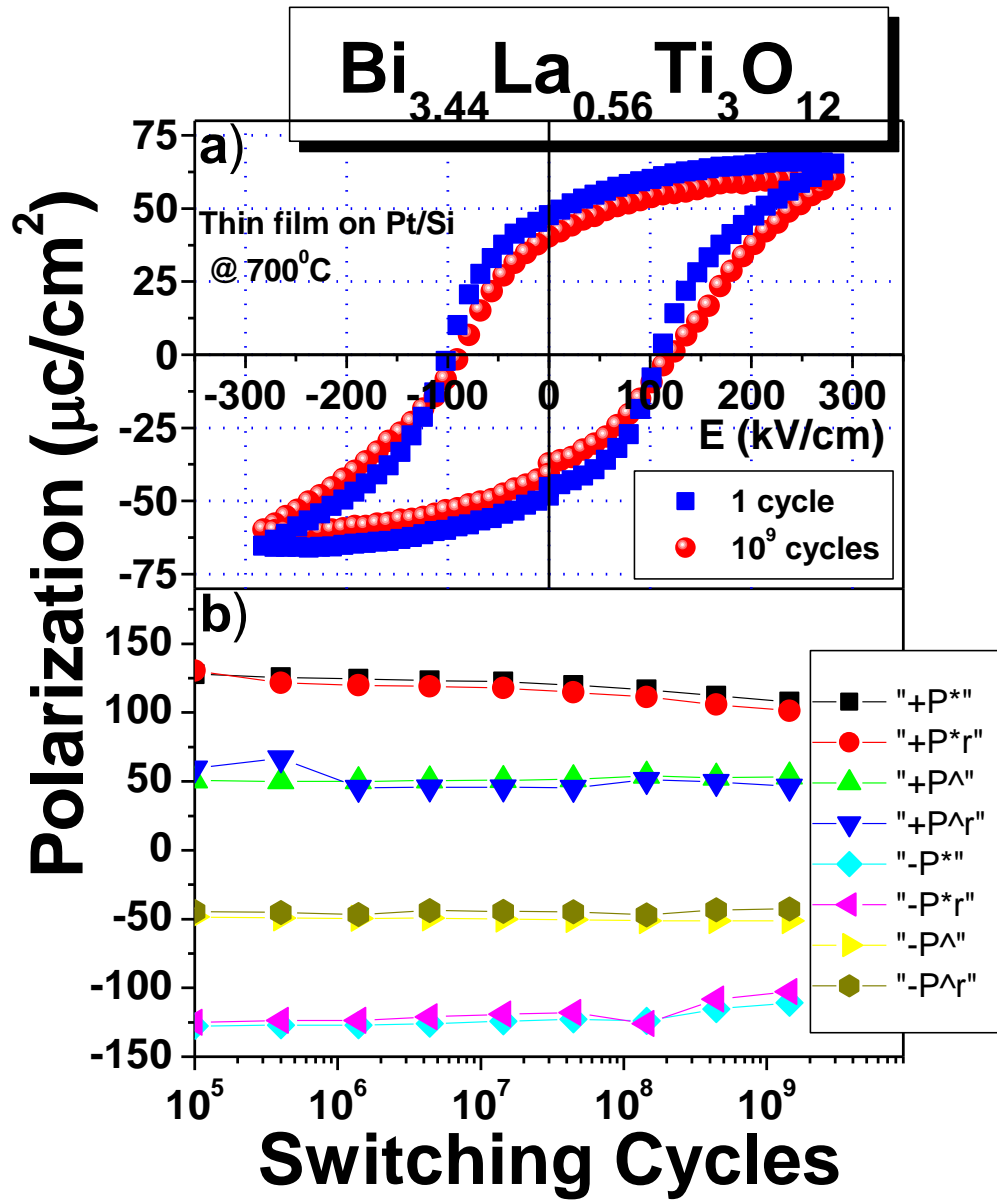 Bi3.44La0.56Ti3O12
a)
Thin film on Pt/Si
@ 700⁰C
75
50
25
0
-25
-50
-75
-300 -200 -100 0 100 200 300
E (kV/cm)
1 cycle
10⁹ cycles
Polarization (μc/cm²)
b)
150
100
50
0
-50
-100
-150
"+P*"
"+P*r"
"+P^"
"+P^r"
"-P*"
"-P*r"
"-P^"
"-P^r"
10⁵ 10⁶ 10⁷ 10⁸ 10⁹
Switching Cycles